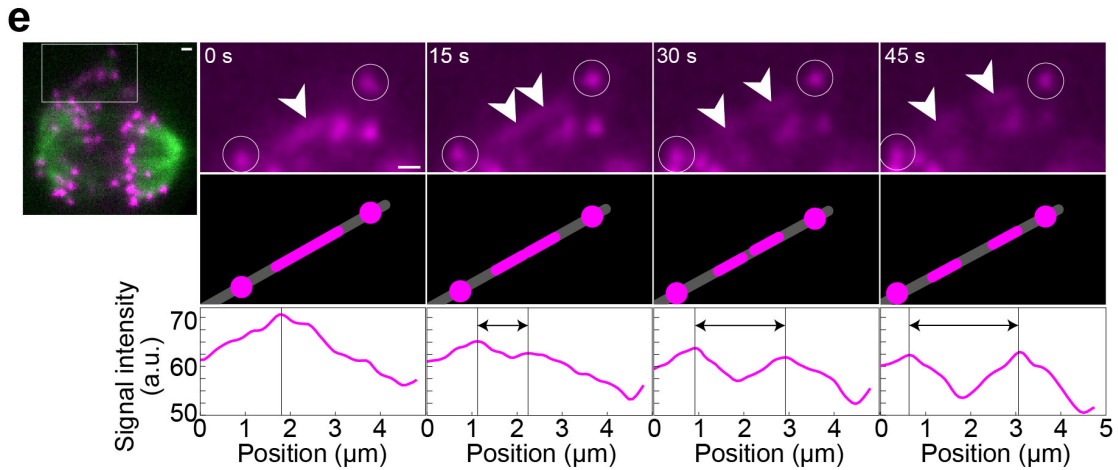 e
0 s 15 s 30 s 45 s
Signal intensity
(a.u.)
70
60
50
0 1 2 3 4 0 1 2 3 4 0 1 2 3 4 0 1 2 3 4 5
Position (µm) Position (µm) Position (µm) Position (µm)